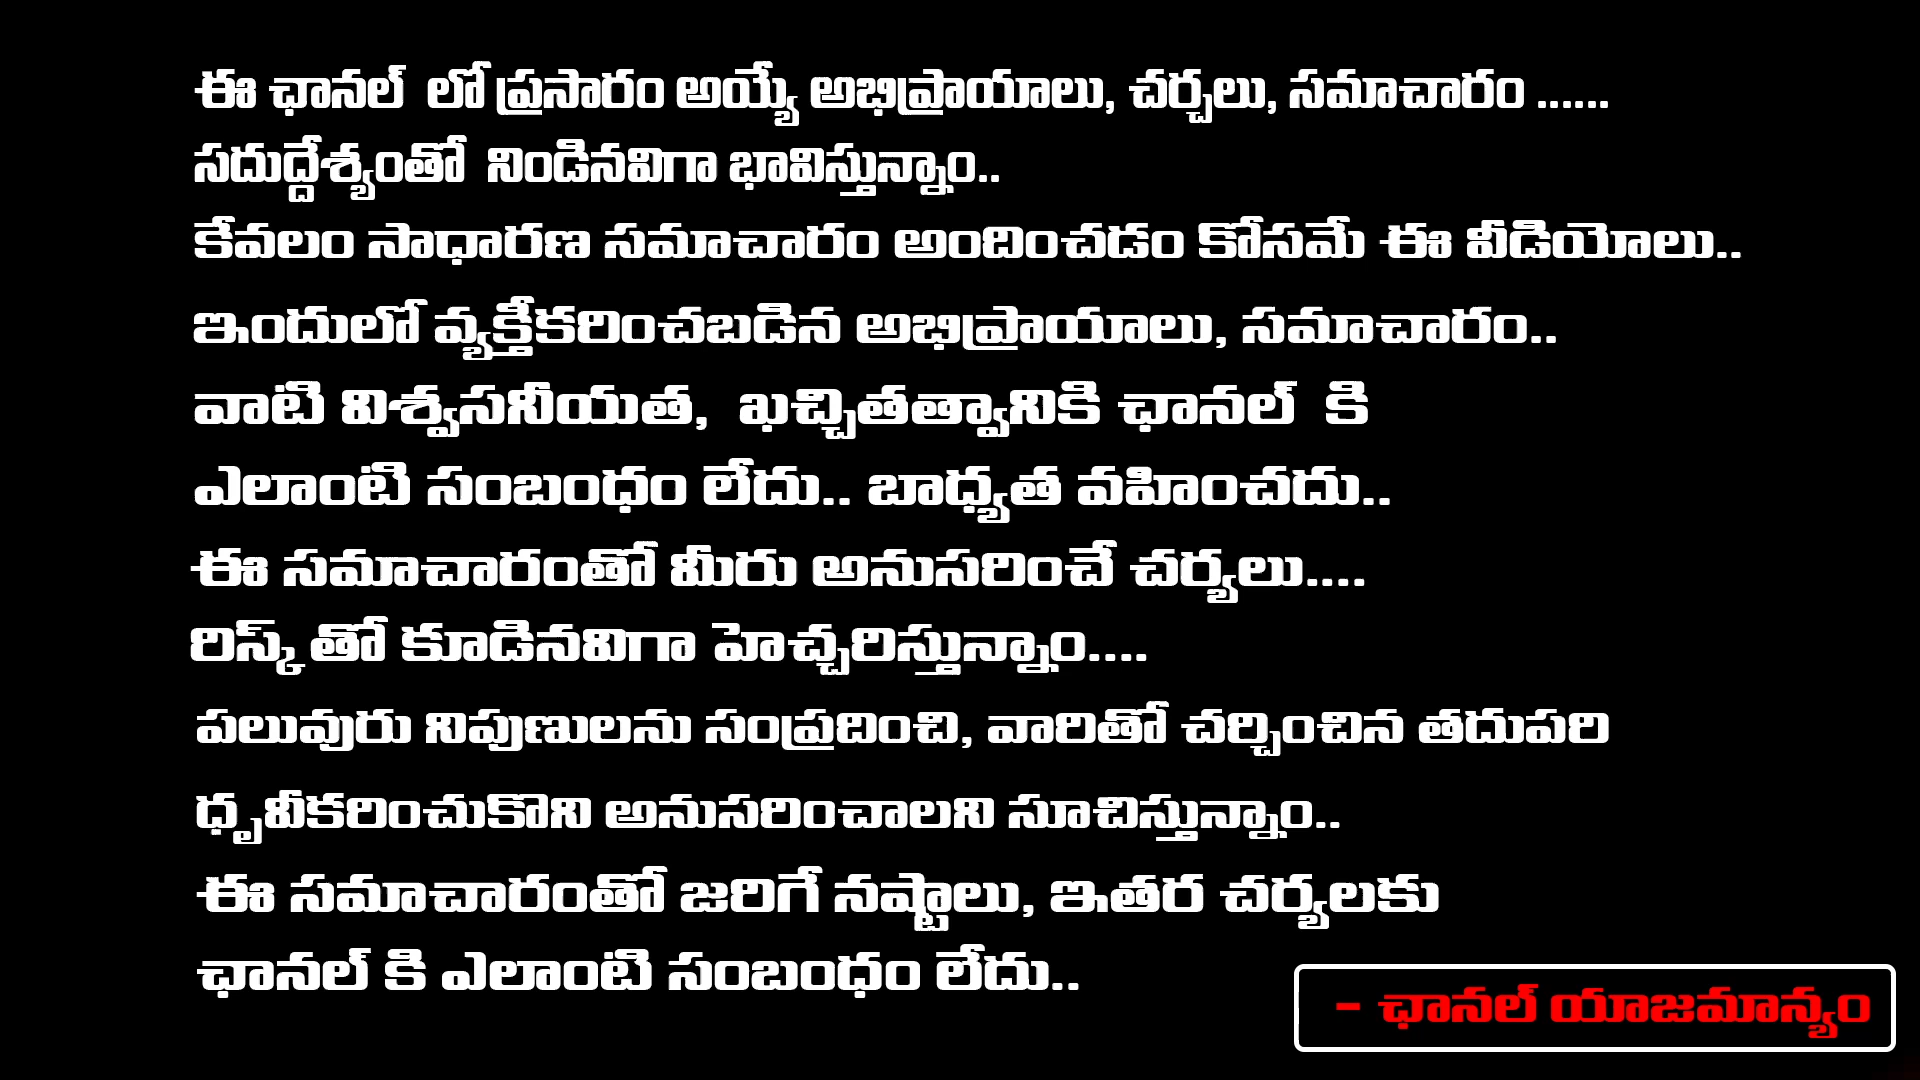 ఈ ఛానల్ లో ప్రసారం అయ్యే అభిప్రాయాలు, చర్చలు, సమాచారం ......
సదుద్దేశ్యంతో నిండినవిగా భావిస్తున్నాం..
కేవలం సాధారణ సమాచారం అందించడం కోసమే ఈ వీడియోలు..
ఇందులో వ్యక్తీకరించబడిన అభిప్రాయాలు, సమాచారం..
వాటి విశ్వసనీయత, ఖచ్చితత్వానికి ఛానల్ కి
ఎలాంటి సంబంధం లేదు.. బాధ్యత వహించదు..
ఈ సమాచారంతో మీరు అనుసరించే చర్యలు....
రిస్క్ తో కూడినవిగా హెచ్చరిస్తున్నాం....
పలువురు నిపుణులను సంప్రదించి, వారితో చర్చించిన తదుపరి
ధృవీకరించుకొని అనుసరించాలని సూచిస్తున్నాం..
ఈ సమాచారంతో జరిగే నష్టాలు, ఇతర చర్యలకు
ఛానల్ కి ఎలాంటి సంబంధం లేదు..
- ఛానల్ యాజమాన్యం